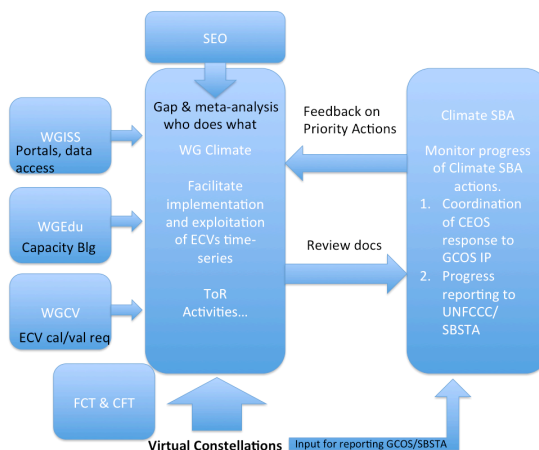 SEO
Gap & meta-analysis
who does what
WG Climate
Facilitate
implementation
and exploitation
of ECVs time-
series
ToR
Activities...
WGISS
Portals, data
access
WGEdu
Capacity Blg
WGCV
ECV cal/val req
FCT & CFT
Feedback on
Priority Actions
Review docs
Climate SBA
Monitor progress
of Climate SBA
actions.
1. Coordination
of CEOS
response to
GCOS IP
2. Progress
reporting to
UNFCCC/
SBSTA
Virtual Constellations
Input for reporting GCOS/SBSTA